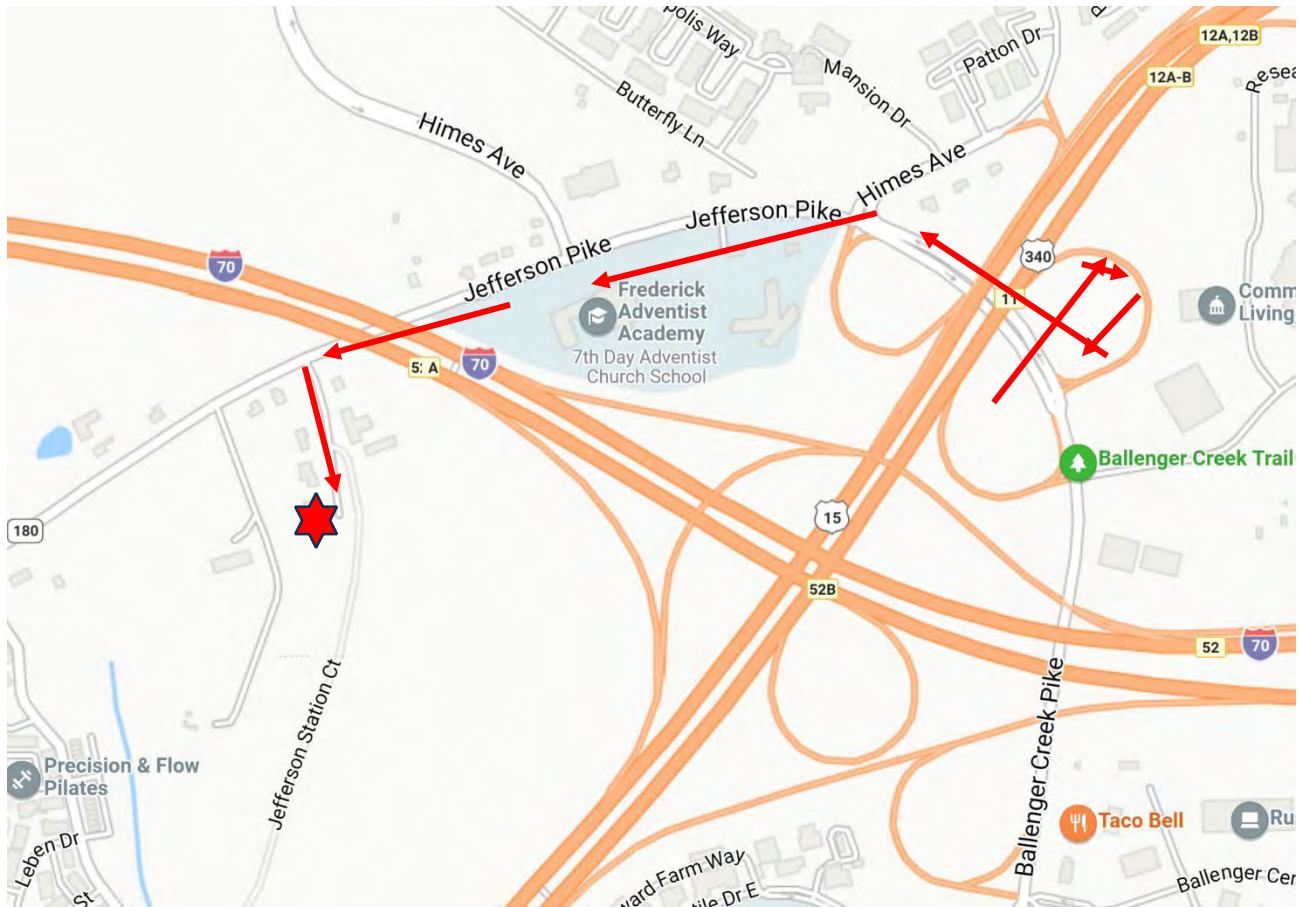 polis Way
Patton Dr
12A,12B
12A-B
Mansion Dr
Butterfly Ln
Himes Ave
Himes Ave
Jefferson Pike
Jefferson Pike
70
340
11
Frederick
Adventist
Academy
7th Day Adventist
Church School
Comm
Living,
70
Ballenger Creek Trail
180
15
52B
52
70
Jefferson Station Ct
Ballenger Creek Pike
Precision & Flow
Pilates
Leben Dr
St
Taco Bell
Ru
ward Farm Way
tile Dr E
Ballenger Cen